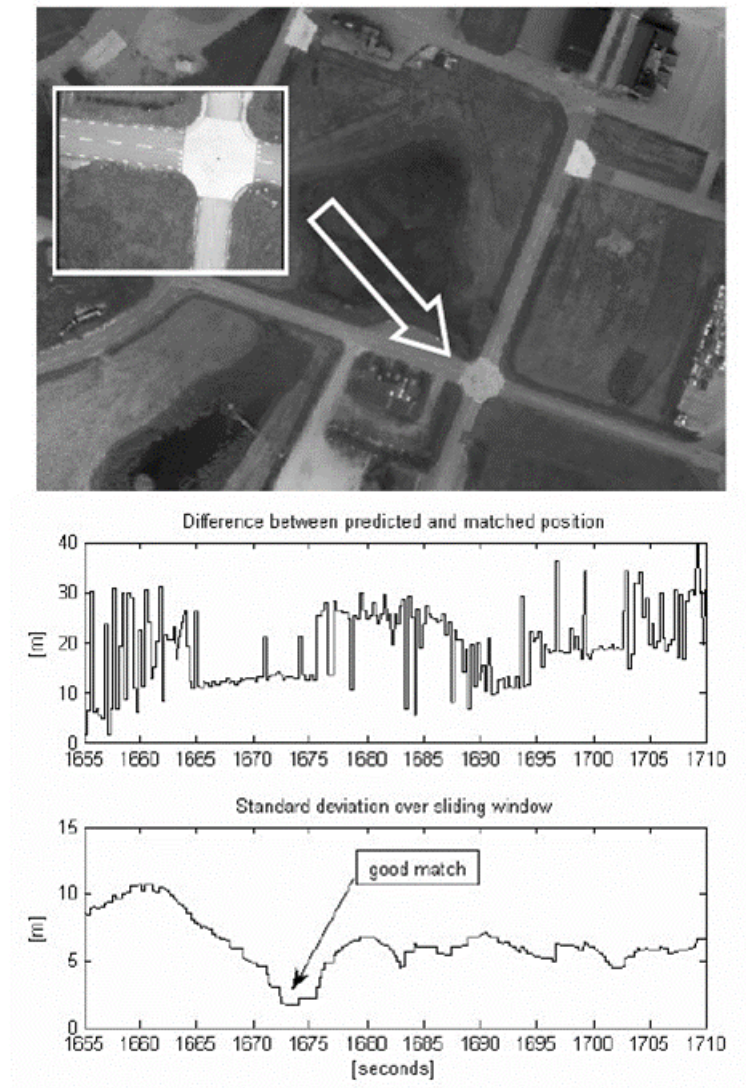 Difference between predicted and matched position
40
30
20
10
0
[m]
1655 1660 1665 1670 1675 1680 1685 1690 1695 1700 1705 1710
Standard deviation over sliding window
15
10
5
0
[m]
good match
1655 1660 1665 1670 1675 1680 1685 1690 1695 1700 1705 1710
[seconds]